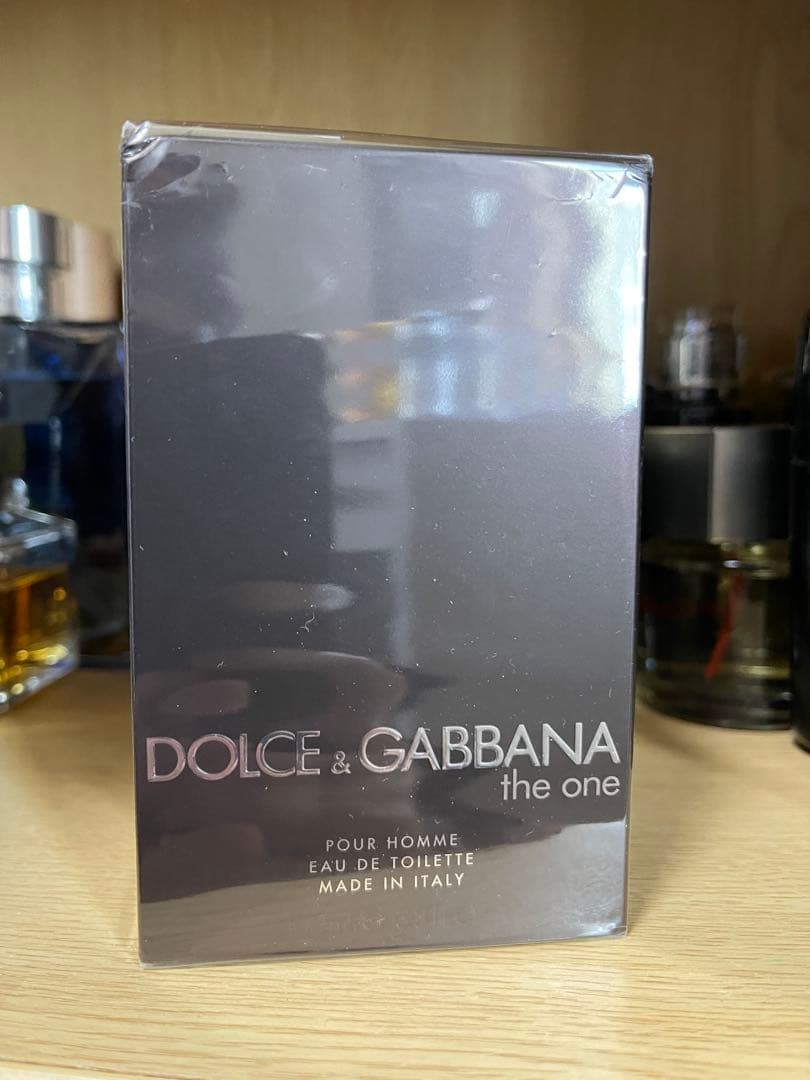 DOLCE & GABBANA
the one
POUR HOMME
EAU DE TOILETTE
MADE IN ITALY